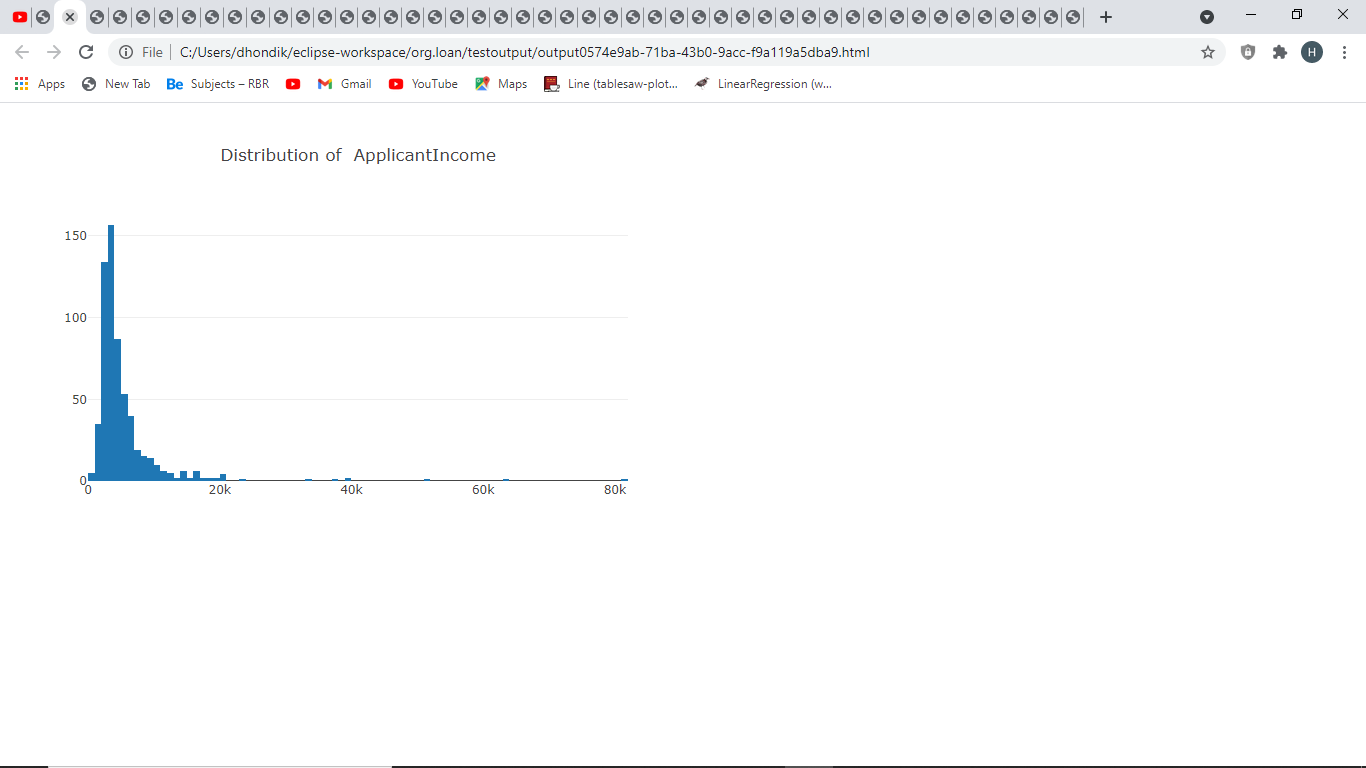 File C:/Users/dhondik/eclipse-workspace/org.loan/testoutput/output0574e9ab-71ba-43b0-9acc-f9a119a5dba9.html H
Apps New Tab Be Subjects – RBR Gmail YouTube Maps Line (tablesaw-plot... LinearRegression (w...
Distribution of ApplicantIncome
150
100
50
0
0 20k 40k 60k 80k